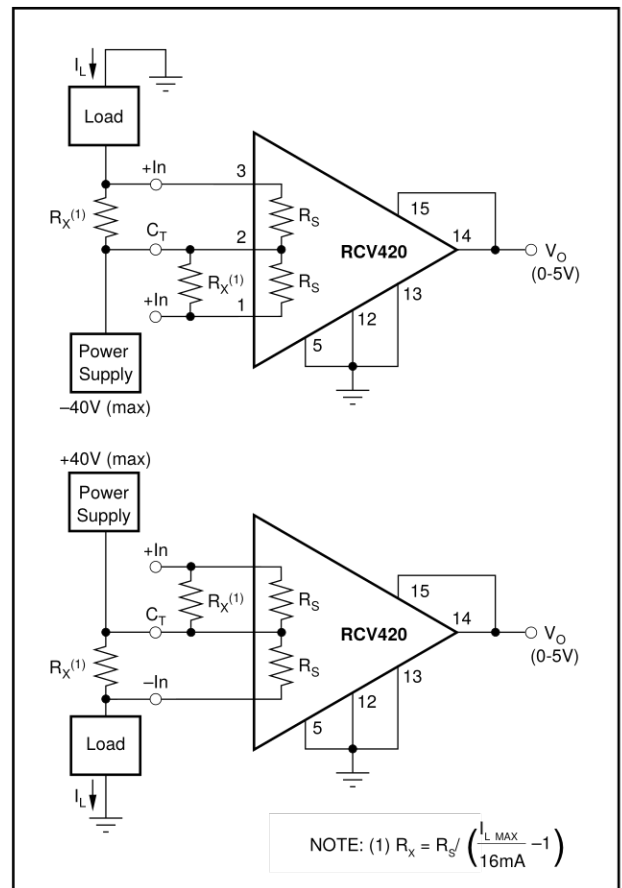 I_L
Load
+In
3
R_X^(1)
R_S
15
C_T
2
14
RCV420
V_O
(0-5V)
R_X^(1)
R_S
13
+In
1
12
5
Power
Supply
–40V (max)
+40V (max)
Power
Supply
+In
R_X^(1)
R_S
15
C_T
14
RCV420
V_O
(0-5V)
R_X^(1)
R_S
13
–In
12
5
Load
I_L
NOTE: (1) R_X = R_S/ (I_L MAX/16mA –1)